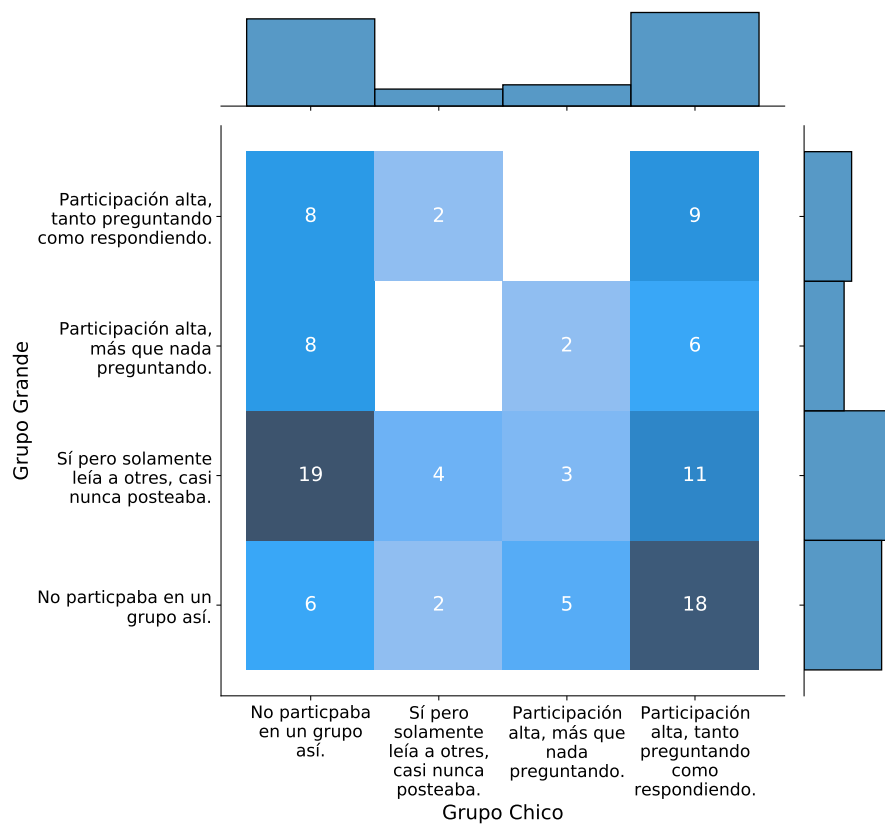 Participación alta,
tanto preguntando
como respondiendo.
8
2
9
Participación alta,
más que nada
preguntando.
8
2
6
Grupo Grande
Sí pero solamente
leía a otres, casi
nunca posteaba.
19
4
3
11
No particpaba en un
grupo así.
6
2
5
18
No particpaba
en un grupo
así.
Sí pero
solamente
leía a otres,
casi nunca
posteaba.
Participación
alta, más que
nada
preguntando.
Participación
alta, tanto
preguntando
como
respondiendo.
Grupo Chico